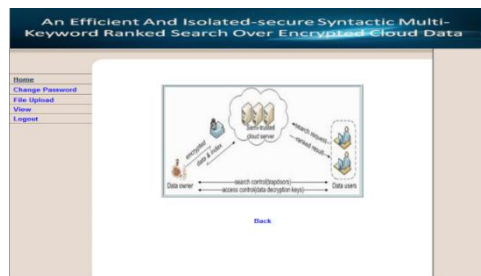 An Efficient And Isolated-secure Syntactic Multi-
Keyword Ranked Search Over Encrypted Cloud Data
Home
Change Password
File Upload
View
Logout
Semi-trusted
cloud server
encrypted
data & index
search request
ranked result
Data owner
search control(trapdoors)
access control(data decryption keys)
Data users
Back